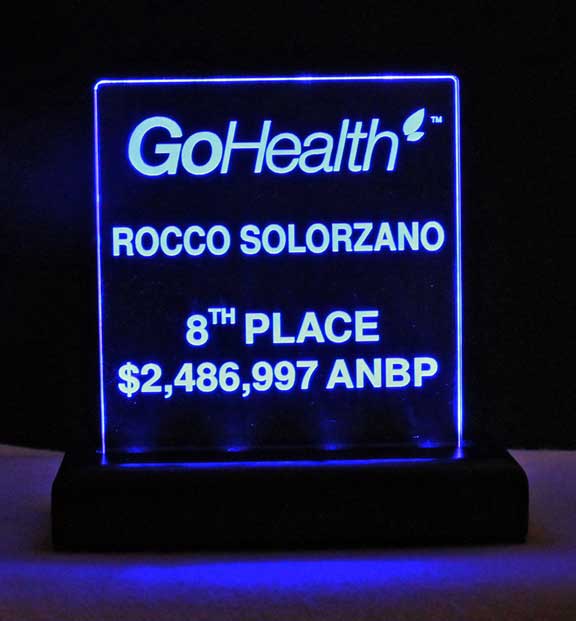 GoHealth™
ROCCO SOLORZANO
8TH PLACE
$2,486,997 ANBP